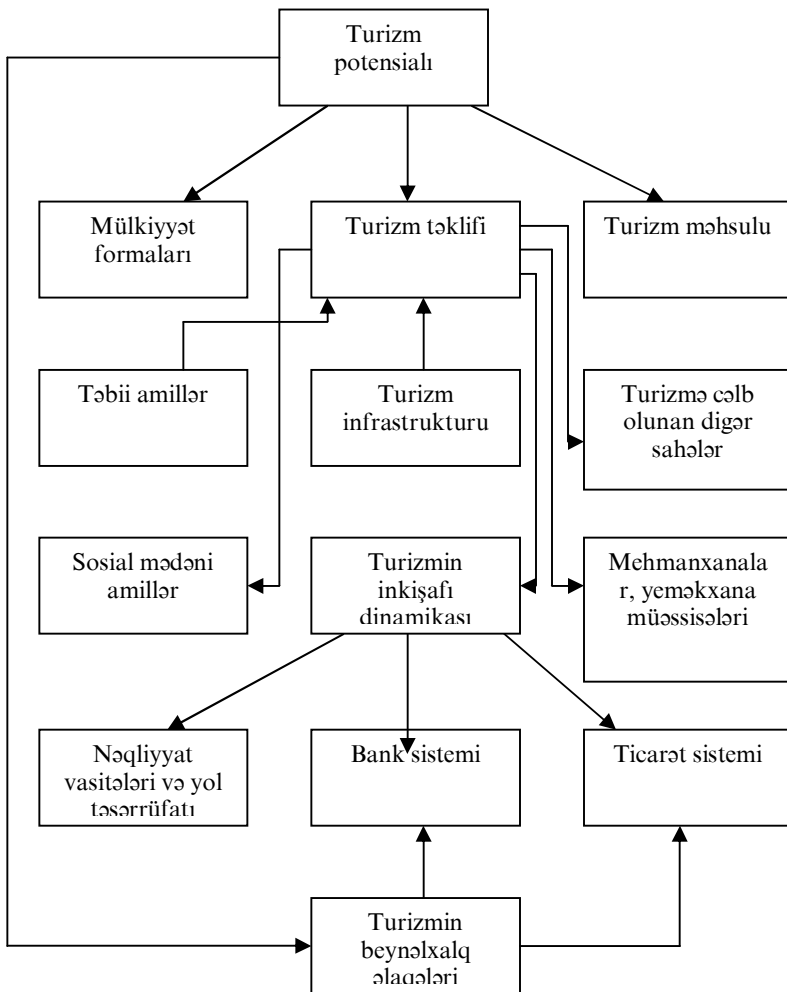 Turizm
potensialı
Mülkiyyət
formaları
Turizm təklifi
Turizm məhsulu
Təbii amillər
Turizm
infrastrukturu
Turizmə cəlb
olunan digər
sahələr
Sosial mədəni
amillər
Turizmin
inkişafı
dinamikası
Mehmanxanala
r, yeməkxana
müəssisələri
Nəqliyyat
vasitələri və yol
təsərrüfatı
Bank sistemi
Ticarət sistemi
Turizmin
beynəlxalq
əlaqələri